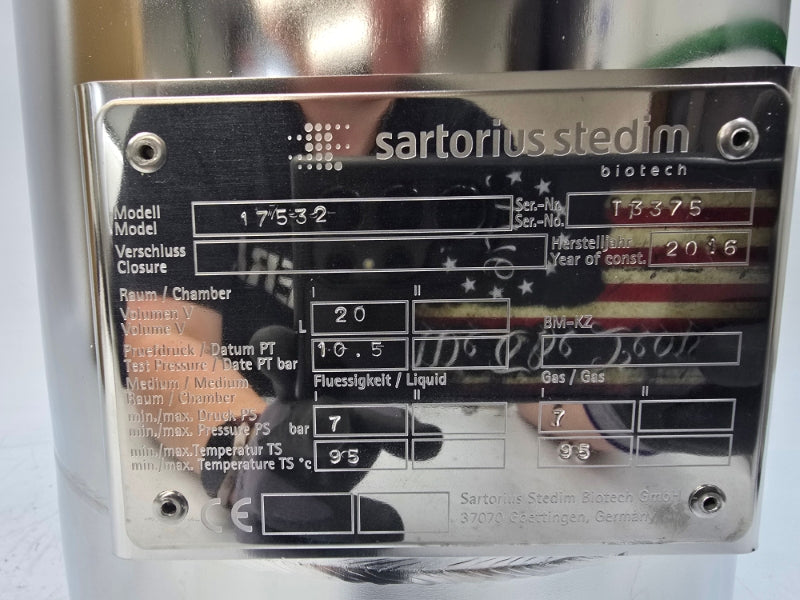 sartorius stedim
biotech
Modell
Model
17532
Ser.-Nr.
Ser.-No.
T3375
Verschluss
Closure
Herstelljahr
Year of const.
2016
Raum / Chamber
I II
Volumen V
Volume V
L 20
BM-KZ
Pruefdruck / Datum PT
Test Pressure / Date PT bar
10.5
Medium / Medium
Fluessigkeit / Liquid
Gas / Gas
Raum / Chamber
I II I II
min./max. Druck PS
min./max. Pressure PS bar
7 7
min./max.Temperatur TS
min./max. Temperature TS °C
95 95
CE
Sartorius Stedim Biotech GmbH
37070 Goettingen, Germany